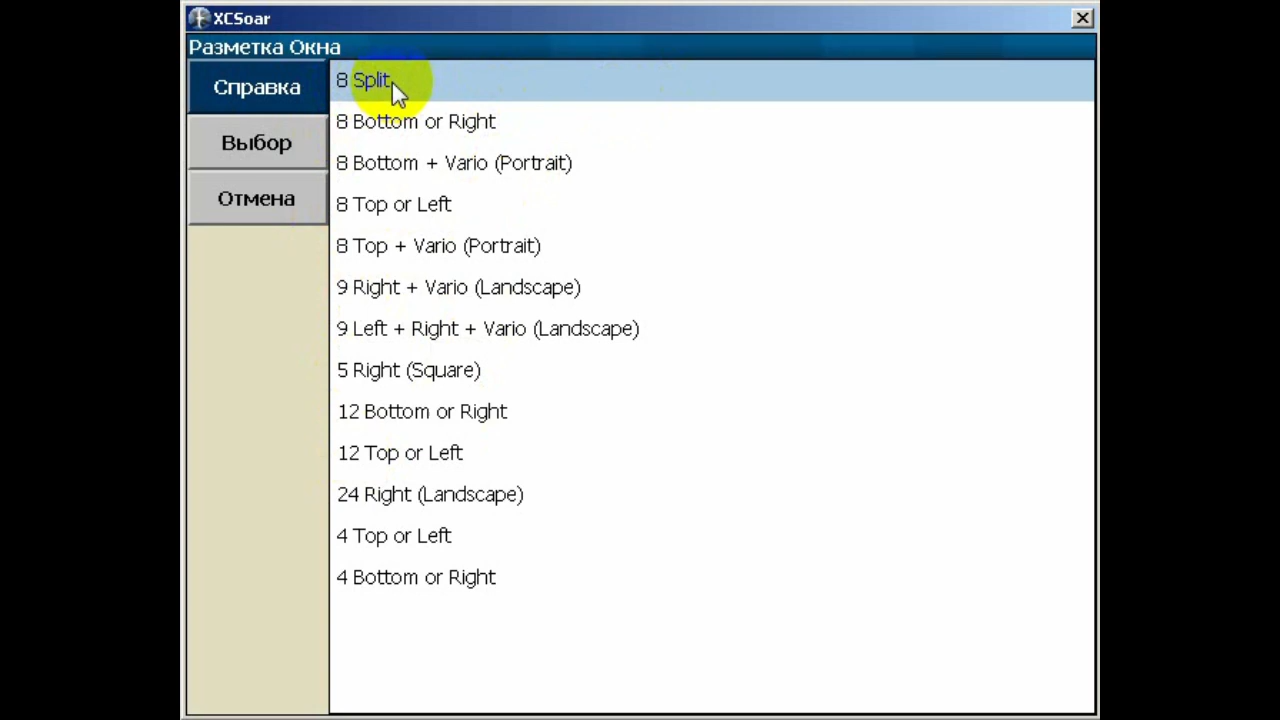 XCSoar
Разметка Окна
Справка
Выбор
Отмена
8 Split
8 Bottom or Right
8 Bottom + Vario (Portrait)
8 Top or Left
8 Top + Vario (Portrait)
9 Right + Vario (Landscape)
9 Left + Right + Vario (Landscape)
5 Right (Square)
12 Bottom or Right
12 Top or Left
24 Right (Landscape)
4 Top or Left
4 Bottom or Right